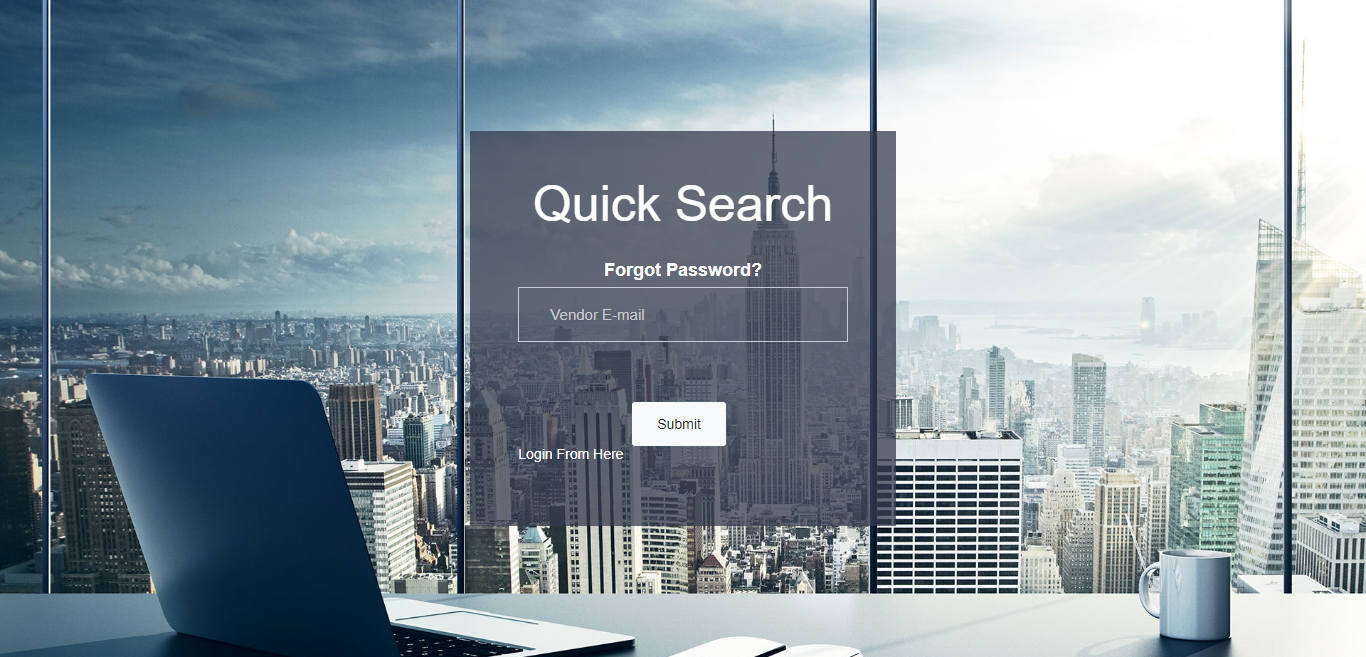 Quick Search
Forgot Password?
Vendor E-mail
Submit
Login From Here